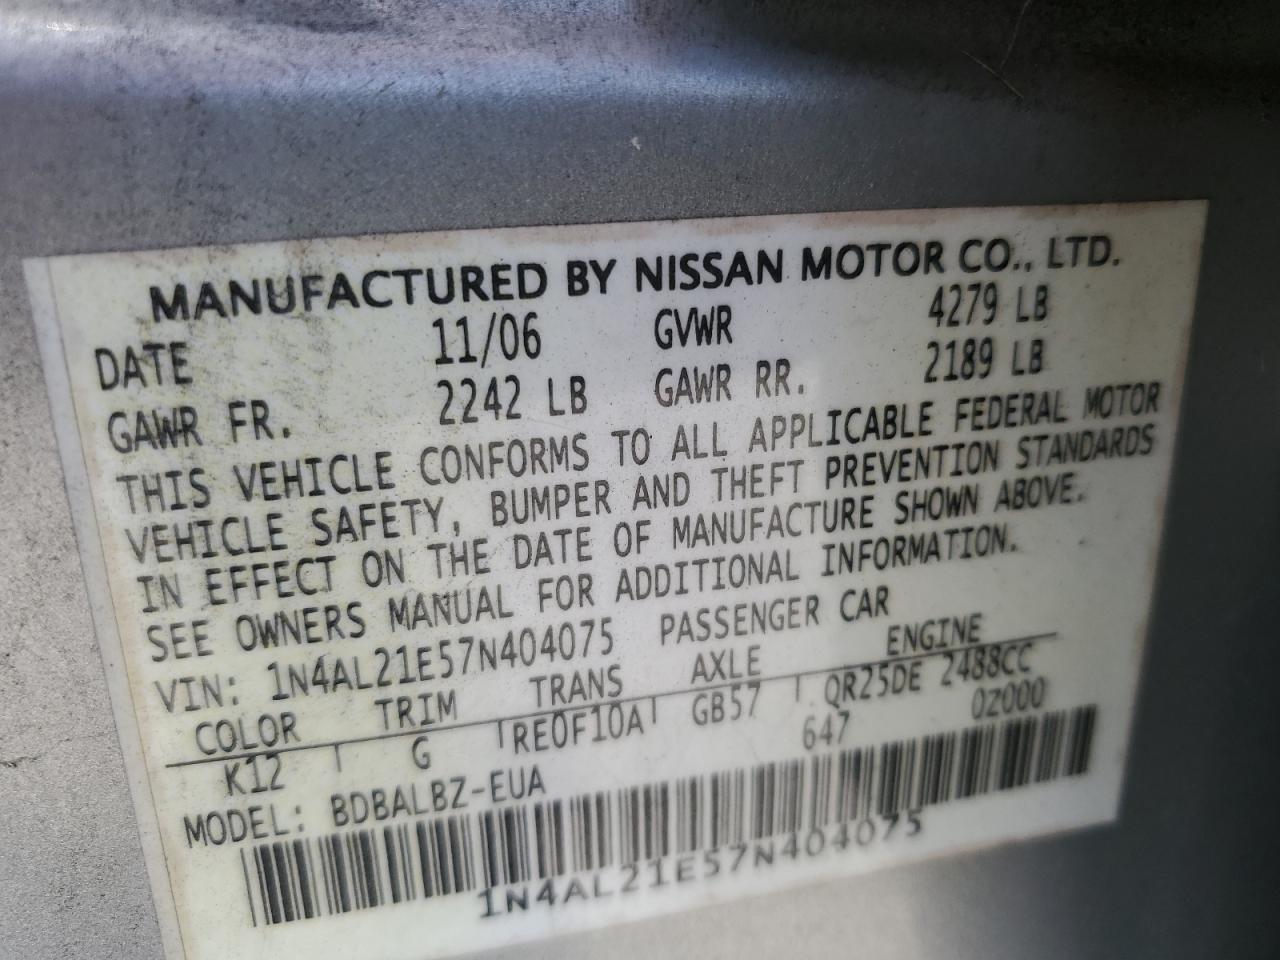 MANUFACTURED BY NISSAN MOTOR CO., LTD.
DATE 11/06 GVWR 4279 LB
GAWR FR. 2242 LB GAWR RR. 2189 LB
THIS VEHICLE CONFORMS TO ALL APPLICABLE FEDERAL MOTOR
VEHICLE SAFETY, BUMPER AND THEFT PREVENTION STANDARDS
IN EFFECT ON THE DATE OF MANUFACTURE SHOWN ABOVE.
SEE OWNERS MANUAL FOR ADDITIONAL INFORMATION.
VIN: 1N4AL21E57N404075 PASSENGER CAR
COLOR TRIM TRANS AXLE ENGINE
K12 G RE0F10A GB57 QR25DE 2488CC
647 0Z000
MODEL: BDBALBZ-EUA
1N4AL21E57N404075